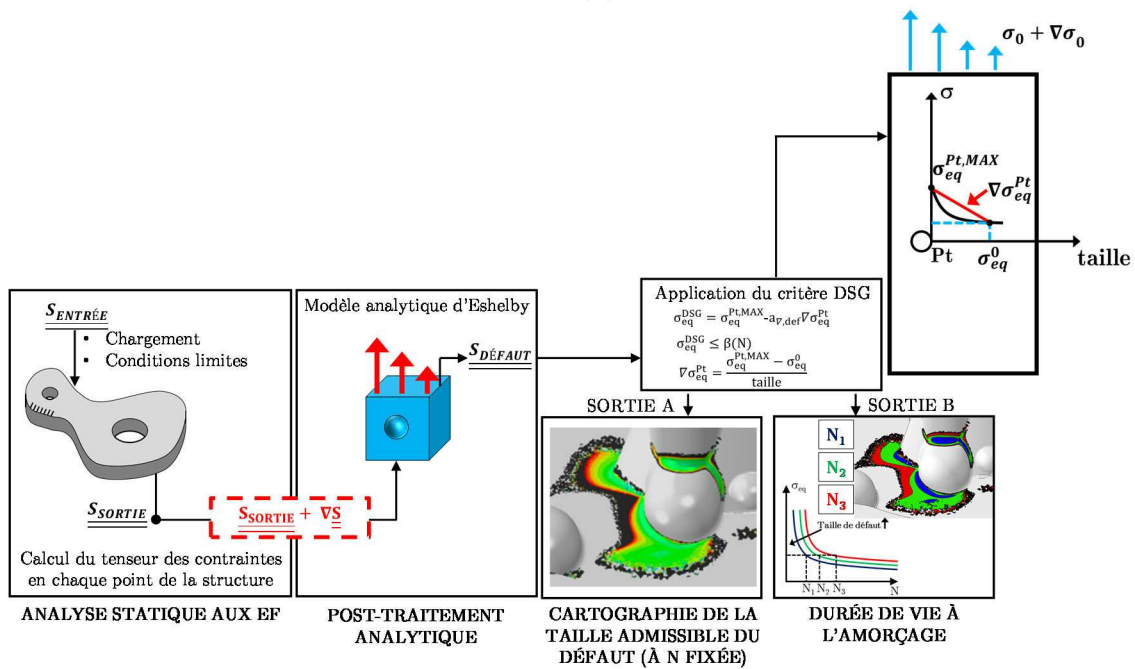 σ₀ + ∇σ₀
σ
σ_eq^Pt,MAX
∇σ_eq^Pt
Pt
σ_eq^0
taille
S_ENTRÉE
• Chargement
• Conditions limites
S_SORTIE
Calcul du tenseur des contraintes
en chaque point de la structure
ANALYSE STATIQUE AUX EF
S_SORTIE + ∇S
Modèle analytique d'Eshelby
S_DÉFAUT
POST-TRAITEMENT
ANALYTIQUE
Application du critère DSG
σ_eq^DSG = σ_eq^Pt,MAX-a_∇,def∇σ_eq^Pt
σ_eq^DSG ≤ β(N)
∇σ_eq^Pt = (σ_eq^Pt,MAX − σ_eq^0) / taille
SORTIE A
CARTOGRAPHIE DE LA
TAILLE ADMISSIBLE DU
DÉFAUT (À N FIXÉE)
SORTIE B
N₁
N₂
N₃
σ_eq
Taille de défaut
N₁ N₂ N₃
N
DURÉE DE VIE À
L'AMORÇAGE